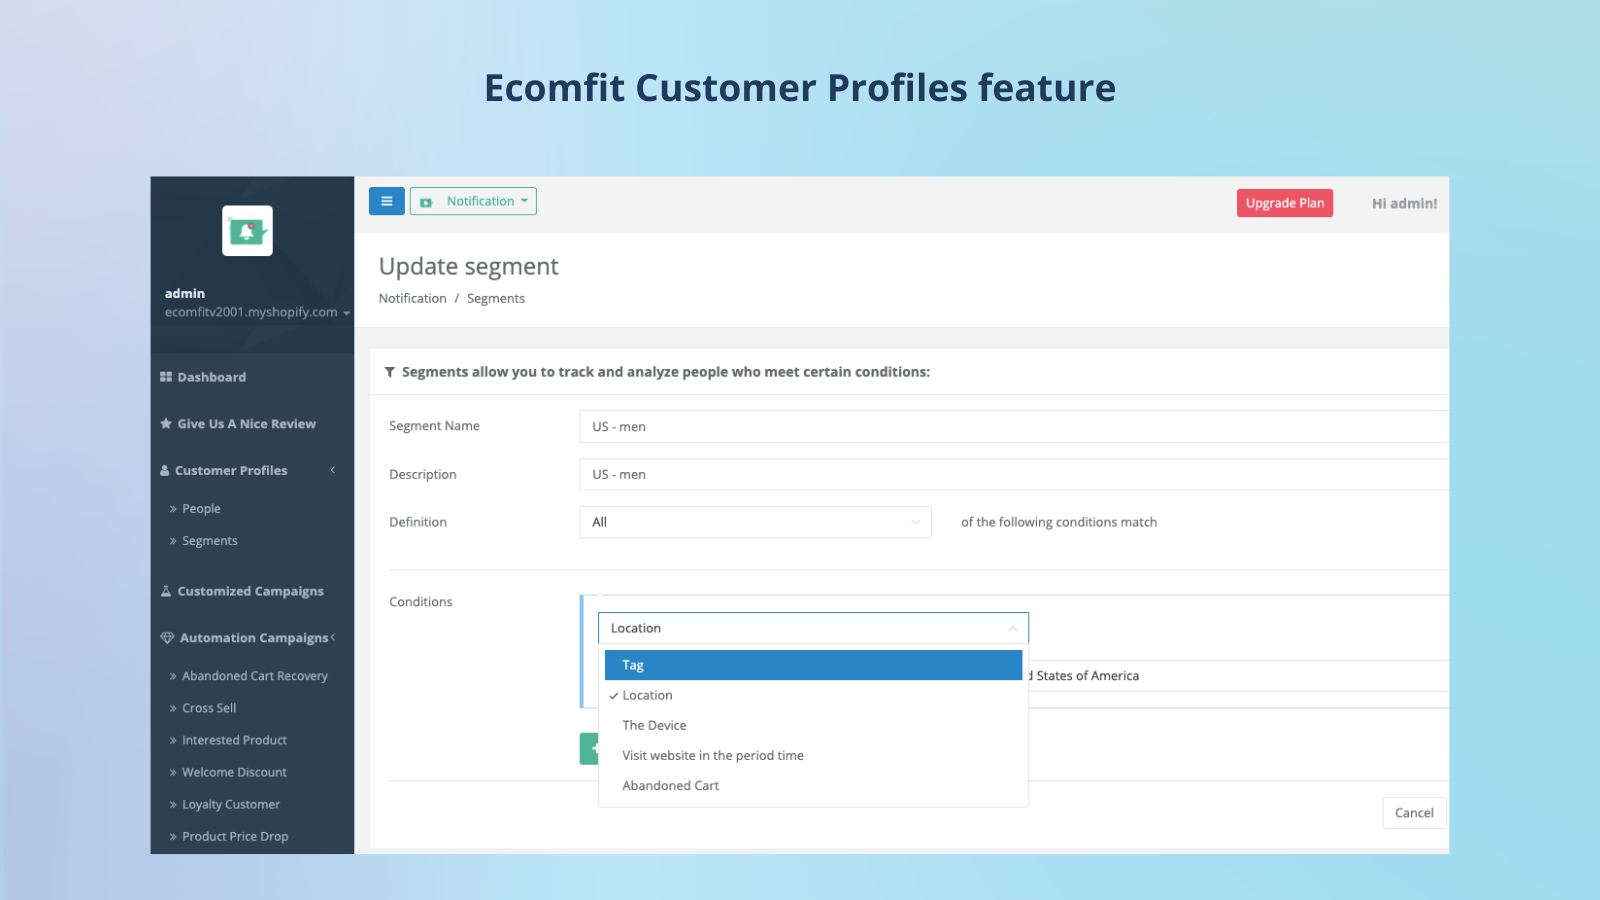 Ecomfit Customer Profiles feature
Notification
Upgrade Plan
Hi admin!
admin
ecomfitv2001.myshopify.com
Dashboard
Give Us A Nice Review
Customer Profiles
People
Segments
Customized Campaigns
Automation Campaigns
Abandoned Cart Recovery
Cross Sell
Interested Product
Welcome Discount
Loyalty Customer
Product Price Drop
Update segment
Notification / Segments
Segments allow you to track and analyze people who meet certain conditions:
Segment Name
US - men
Description
US - men
Definition
All
of the following conditions match
Conditions
Location
Tag
Location
The Device
Visit website in the period time
Abandoned Cart
States of America
Cancel